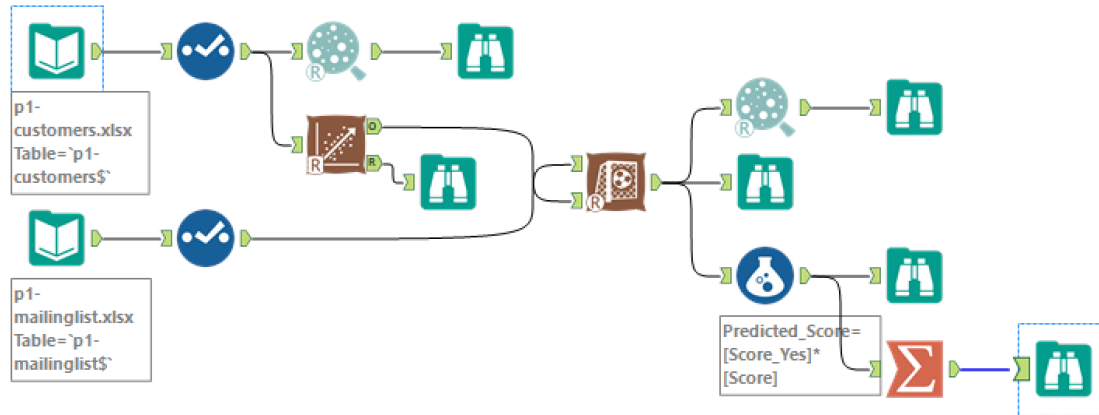 p1-
customers.xlsx
Table=`p1-
customers$`
R
R
O
R
p1-
mailinglist.xlsx
Table=`p1-
mailinglist$`
R
R
Predicted_Score=
[Score_Yes]*
[Score]
Σ